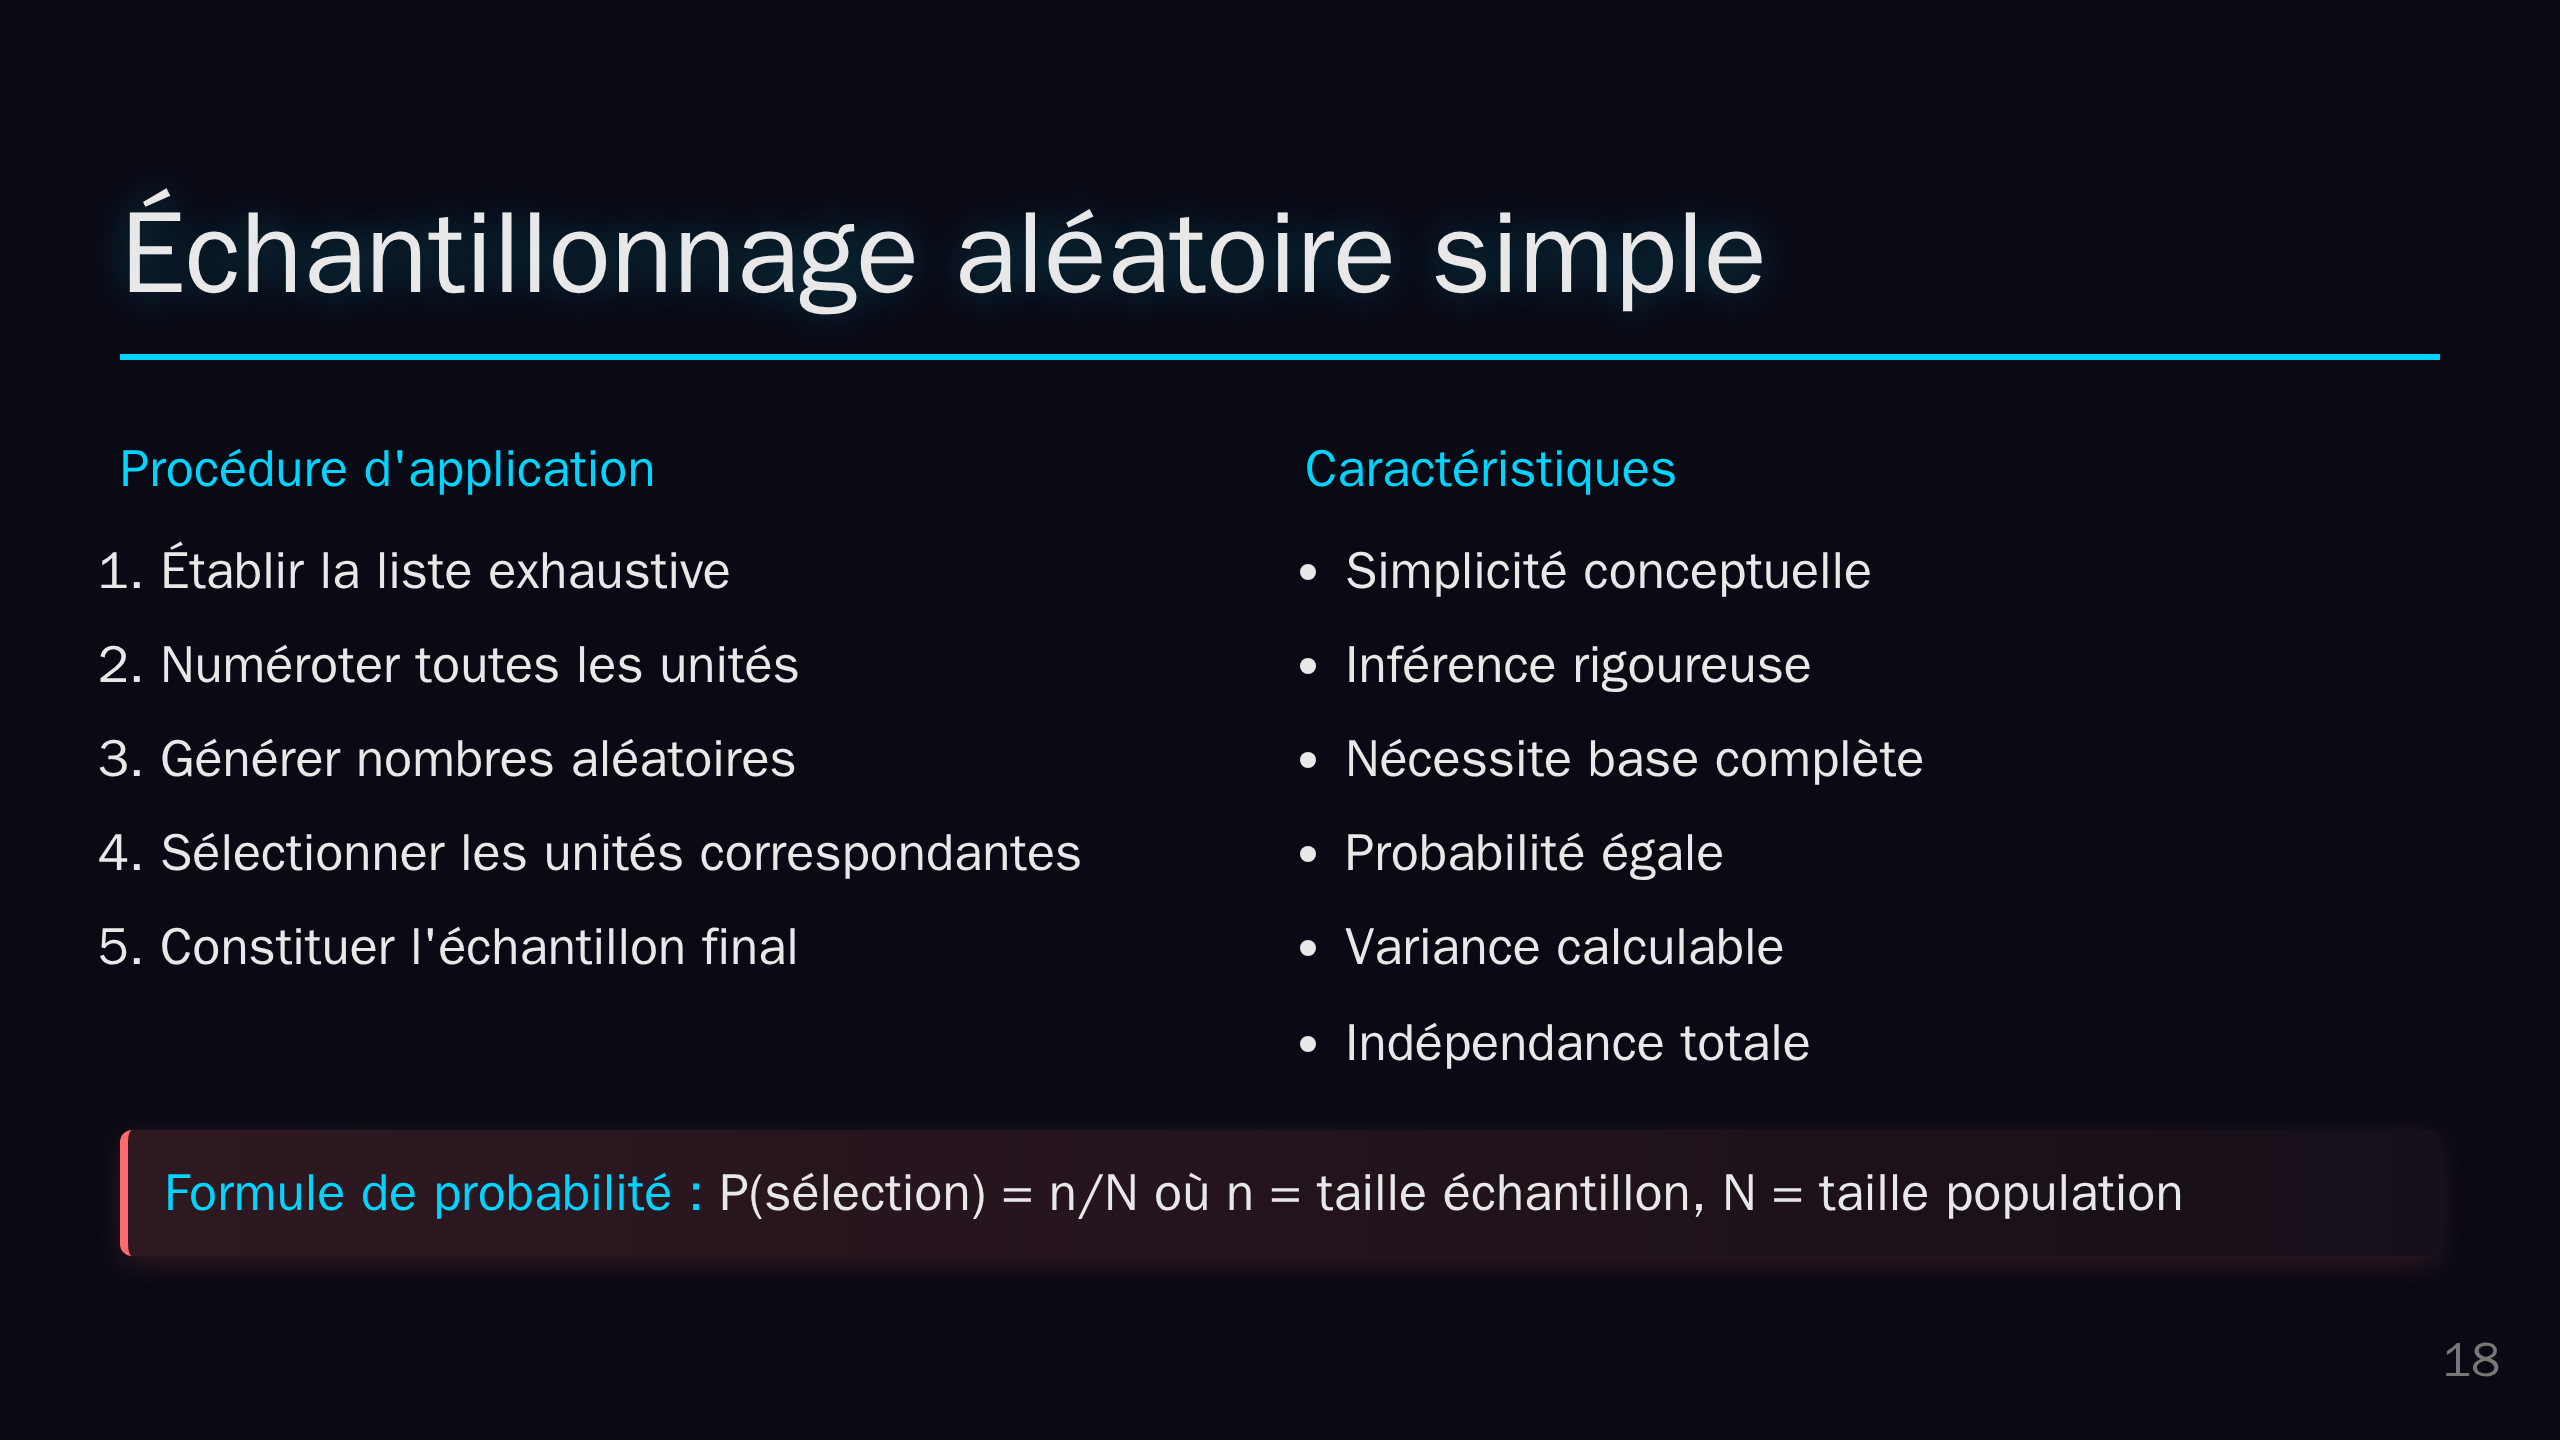 Échantillonnage aléatoire simple
Procédure d'application
1. Établir la liste exhaustive
2. Numéroter toutes les unités
3. Générer nombres aléatoires
4. Sélectionner les unités correspondantes
5. Constituer l'échantillon final
Caractéristiques
• Simplicité conceptuelle
• Inférence rigoureuse
• Nécessite base complète
• Probabilité égale
• Variance calculable
• Indépendance totale
Formule de probabilité : P(sélection) = n/N où n = taille échantillon, N = taille population
18